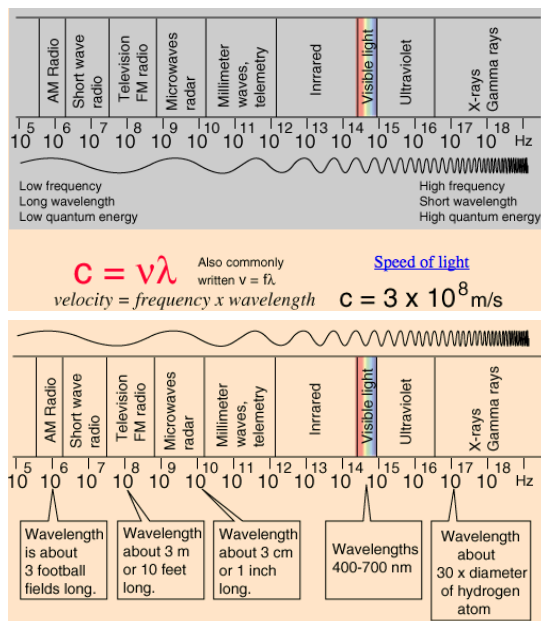 AM Radio
Short wave
radio
Television
FM radio
Microwaves
radar
Millimeter
waves,
telemetry
Inrrared
Visible light
Ultraviolet
X-rays
Gamma rays
10^5 10^6 10^7 10^8 10^9 10^10 10^11 10^12 10^13 10^14 10^15 10^16 10^17 10^18 Hz
Low frequency
Long wavelength
Low quantum energy
High frequency
Short wavelength
High quantum energy
c = νλ
Also commonly
written v = fλ
velocity = frequency x wavelength
Speed of light
c = 3 x 10^8 m/s
AM Radio
Short wave
radio
Television
FM radio
Microwaves
radar
Millimeter
waves,
telemetry
Inrrared
Visible light
Ultraviolet
X-rays
Gamma rays
10^5 10^6 10^7 10^8 10^9 10^10 10^11 10^12 10^13 10^14 10^15 10^16 10^17 10^18 Hz
Wavelength
is about
3 football
fields long.
Wavelength
about 3 m
or 10 feet
long.
Wavelength
about 3 cm
or 1 inch
long.
Wavelengths
400-700 nm
Wavelength
about
30 x diameter
of hydrogen
atom